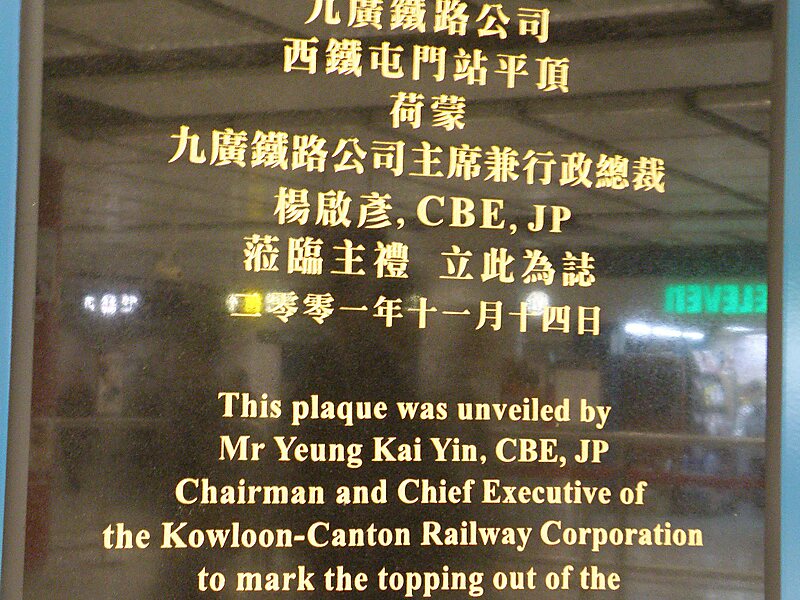 九廣鐵路公司
西鐵屯門站平頂
荷蒙
九廣鐵路公司主席兼行政總裁
楊啟彥, CBE, JP
蒞臨主禮 立此為誌
二零零一年十一月十四日
This plaque was unveiled by
Mr Yeung Kai Yin, CBE, JP
Chairman and Chief Executive of
the Kowloon-Canton Railway Corporation
to mark the topping out of the
ELEVEN